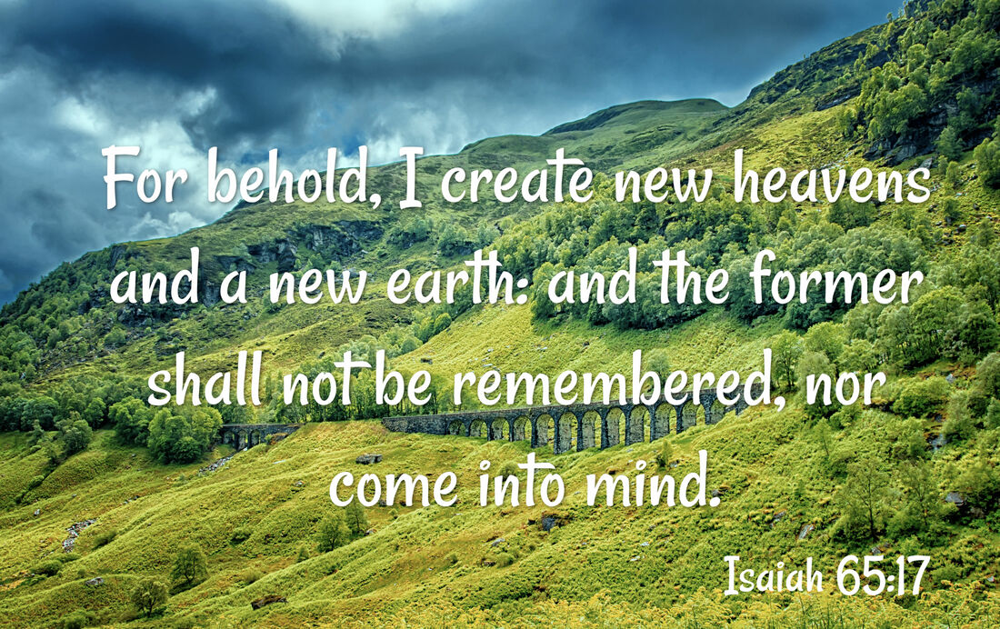 For behold, I create new heavens
and a new earth: and the former
shall not be remembered, nor
come into mind.
Isaiah 65:17